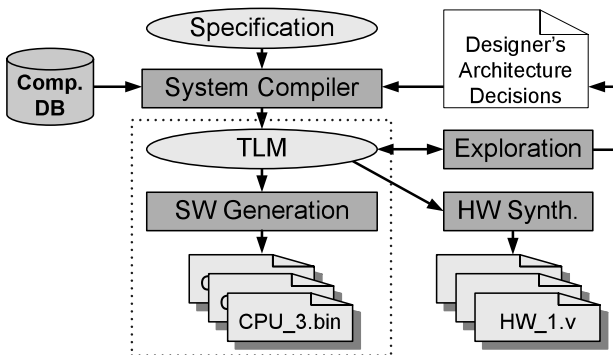 Specification
Designer's
Architecture
Decisions
Comp.
DB
System Compiler
TLM
Exploration
SW Generation
HW Synth.
CPU_3.bin
HW_1.v